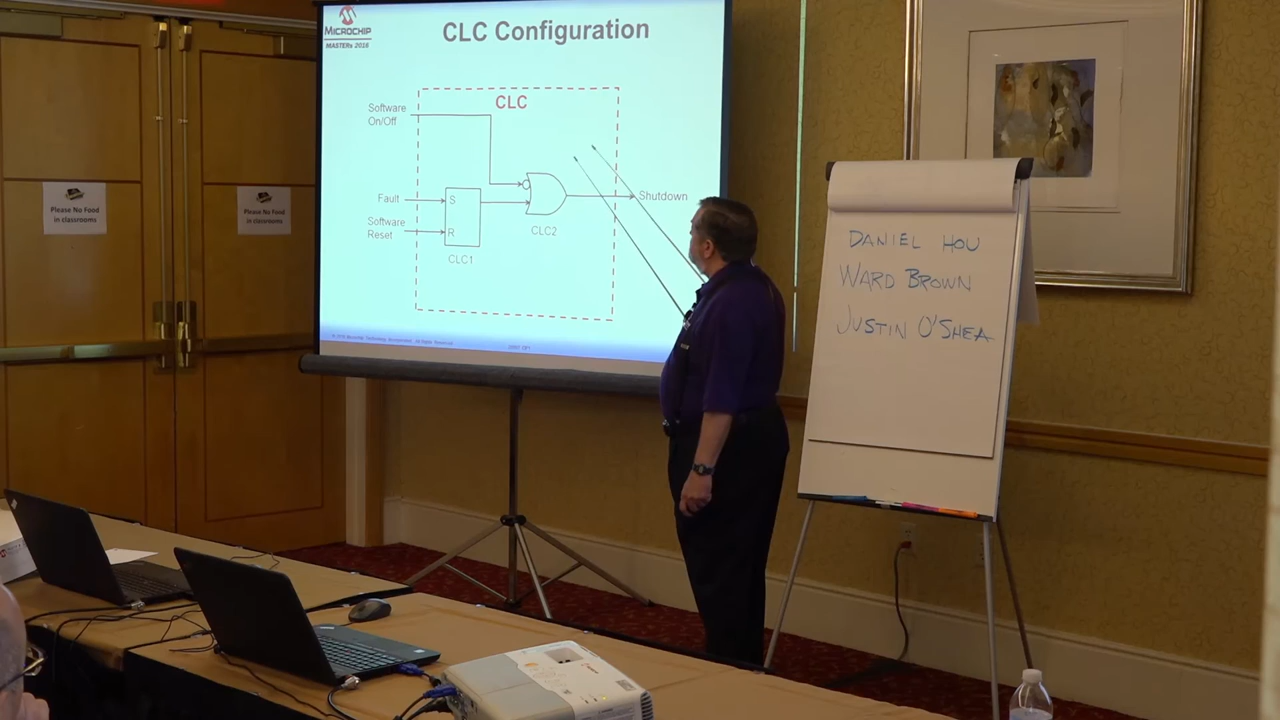 MICROCHIP
MASTERs 2016
CLC Configuration
CLC
Software
On/Off
Fault
S
Software
Reset
R
CLC1
CLC2
Shutdown
Please No Food
in classrooms
Please No Food
in classrooms
DANIEL HOU
WARD BROWN
JUSTIN O'SHEA